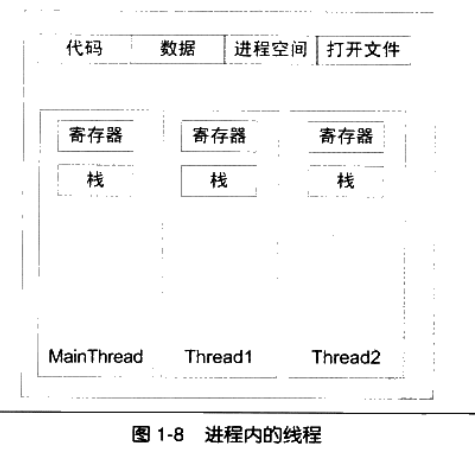 代码 数据 进程空间 打开文件
寄存器 寄存器 寄存器
栈 栈 栈
MainThread Thread1 Thread2
图 1-8 进程内的线程